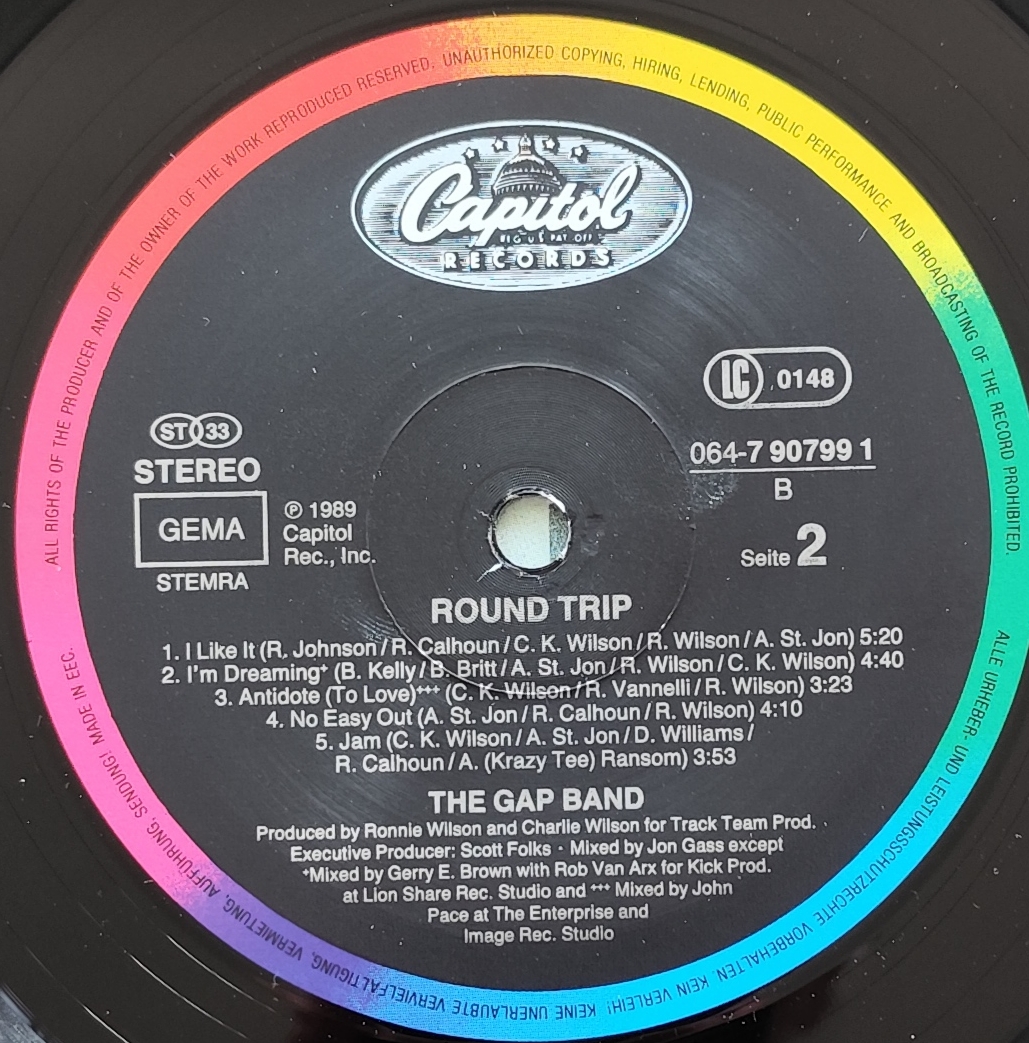 ALL RIGHTS OF THE PRODUCER AND OF THE OWNER OF THE WORK REPRODUCED RESERVED. UNAUTHORIZED COPYING, HIRING, LENDING, PUBLIC PERFORMANCE AND BROADCASTING OF THE RECORD PROHIBITED.
Capitol
RECORDS
LC 0148
064-7 90799 1
B
Seite 2
ST 33
STEREO
GEMA
STEMRA
℗ 1989
Capitol
Rec., Inc.
ROUND TRIP
1. I Like It (R. Johnson/R. Calhoun/C. K. Wilson/R. Wilson/A. St. Jon) 5:20
2. I'm Dreaming⁺ (B. Kelly/B. Britt/A. St. Jon/R. Wilson/C. K. Wilson) 4:40
3. Antidote (To Love)⁺⁺⁺ (C. K. Wilson/R. Vannelli/R. Wilson) 3:23
4. No Easy Out (A. St. Jon/R. Calhoun/R. Wilson) 4:10
5. Jam (C. K. Wilson/A. St. Jon/D. Williams/
R. Calhoun/A. (Krazy Tee) Ransom) 3:53
THE GAP BAND
Produced by Ronnie Wilson and Charlie Wilson for Track Team Prod.
Executive Producer: Scott Folks · Mixed by Jon Gass except
⁺Mixed by Gerry E. Brown with Rob Van Arx for Kick Prod.
at Lion Share Rec. Studio and ⁺⁺⁺ Mixed by John
Pace at The Enterprise and
Image Rec. Studio
ALLE URHEBER- UND LEISTUNGSSCHUTZRECHTE VORBEHALTEN KEIN VERLEIH! KEINE UNERLAUBTE VERVIELFÄLTIGUNG, VERMIETUNG, AUFFÜHRUNG, SENDUNG! MADE IN EEC.